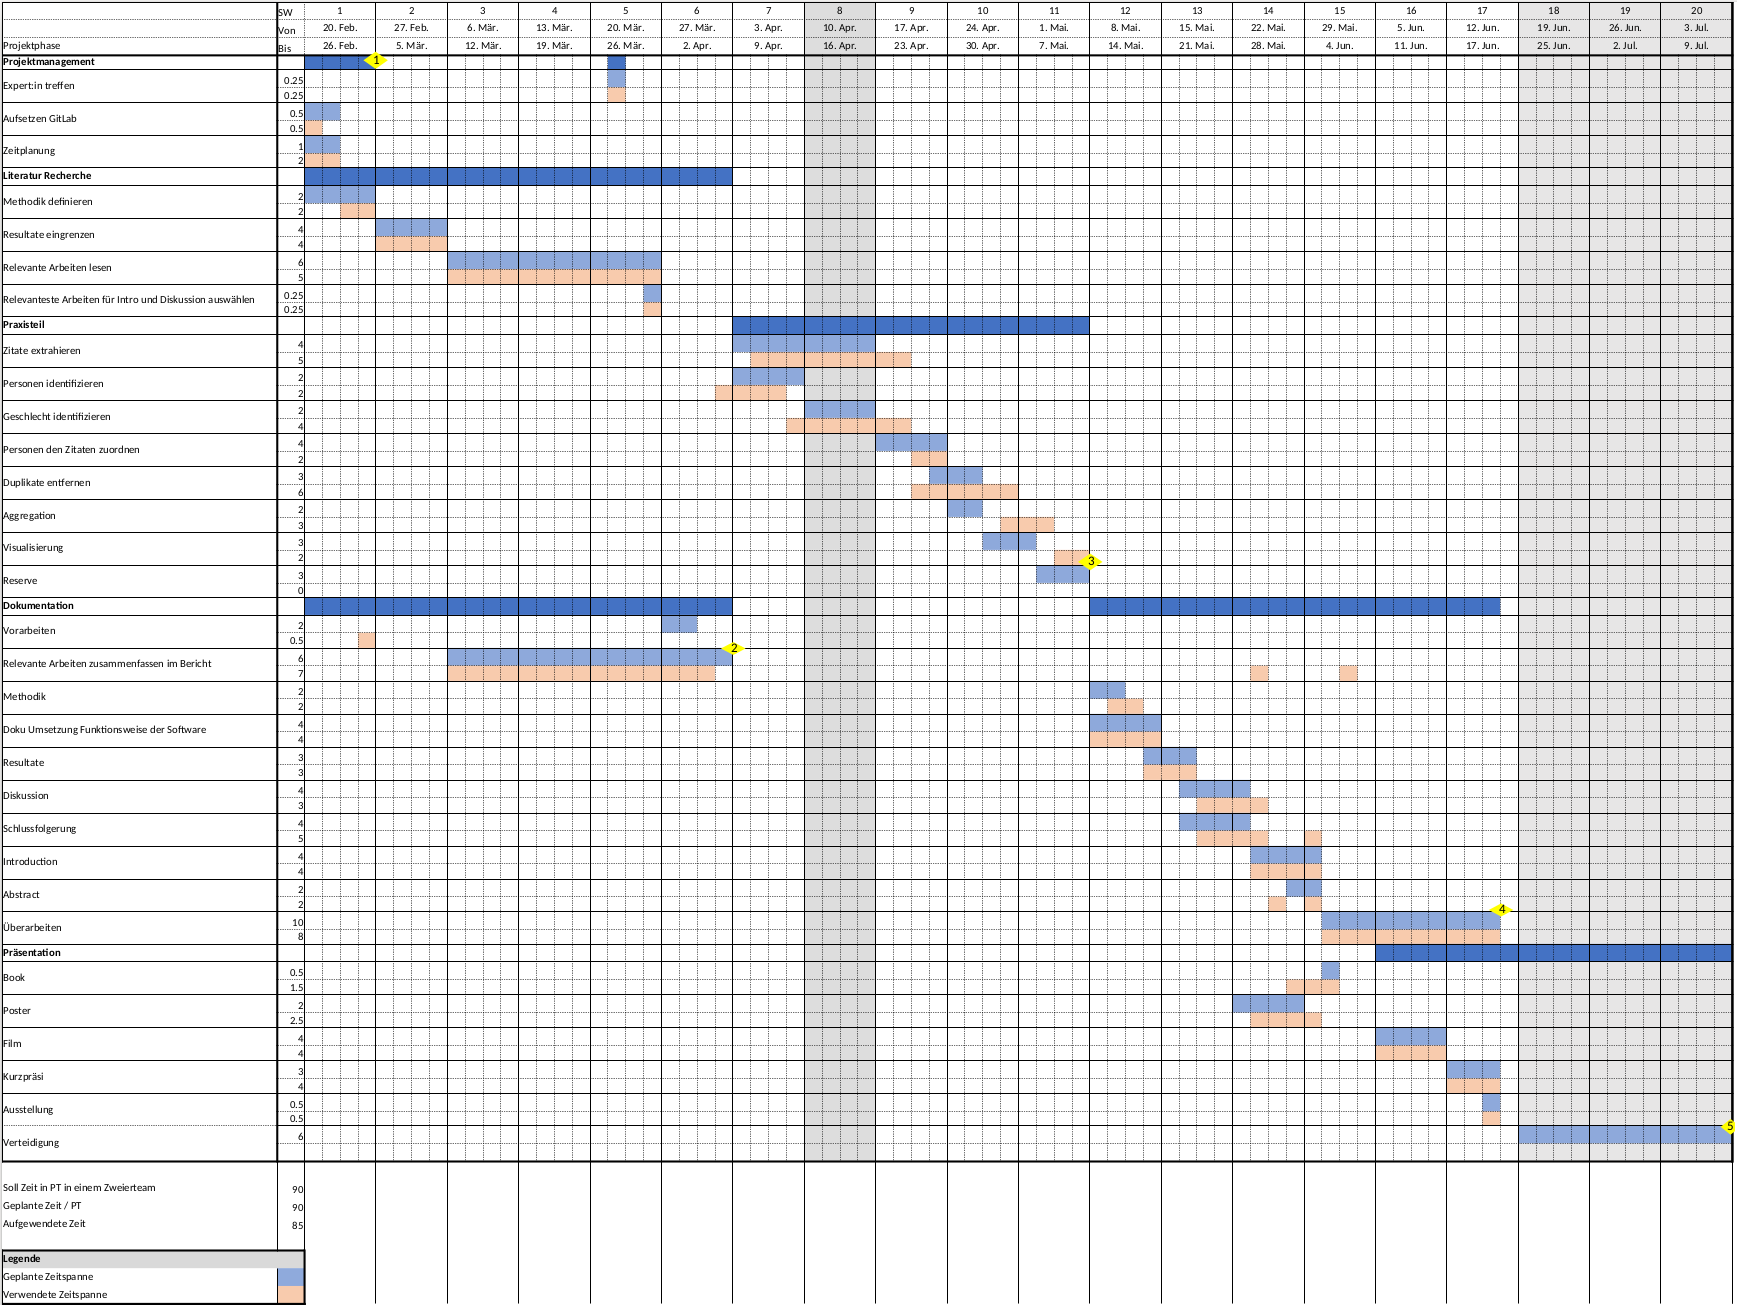 SW 1 2 3 4 5 6 7 8 9 10 11 12 13 14 15 16 17 18 19 20
Von 20. Feb. 27. Feb. 6. Mär. 13. Mär. 20. Mär. 27. Mär. 3. Apr. 10. Apr. 17. Apr. 24. Apr. 1. Mai. 8. Mai. 15. Mai. 22. Mai. 29. Mai. 5. Jun. 12. Jun. 19. Jun. 26. Jun. 3. Jul.
Projektphase Bis 26. Feb. 5. Mär. 12. Mär. 19. Mär. 26. Mär. 2. Apr. 9. Apr. 16. Apr. 23. Apr. 30. Apr. 7. Mai. 14. Mai. 21. Mai. 28. Mai. 4. Jun. 11. Jun. 17. Jun. 25. Jun. 2. Jul. 9. Jul.
Projektmanagement 1
Expert:in treffen 0.25
0.25
Aufsetzen GitLab 0.5
0.5
Zeitplanung 1
2
Literatur Recherche
Methodik definieren 2
2
Resultate eingrenzen 4
4
Relevante Arbeiten lesen 6
5
Relevanteste Arbeiten für Intro und Diskussion auswählen 0.25
0.25
Praxisteil
Zitate extrahieren 4
5
Personen identifizieren 2
2
Geschlecht identifizieren 2
4
Personen den Zitaten zuordnen 4
2
Duplikate entfernen 3
6
Aggregation 2
3
Visualisierung 3
2 3
Reserve 3
0
Dokumentation
Vorarbeiten 2
0.5
2
Relevante Arbeiten zusammenfassen im Bericht 6
7
Methodik 2
2
Doku Umsetzung Funktionsweise der Software 4
4
Resultate 3
3
Diskussion 4
3
Schlussfolgerung 4
5
Introduction 4
4
Abstract 2
2
4
Überarbeiten 10
8
Präsentation
Book 0.5
1.5
Poster 2
2.5
Film 4
4
Kurzpräsi 3
4
Ausstellung 0.5
0.5
5
Verteidigung 6
Soll Zeit in PT in einem Zweierteam 90
Geplante Zeit / PT 90
Aufgewendete Zeit 85
Legende
Geplante Zeitspanne
Verwendete Zeitspanne